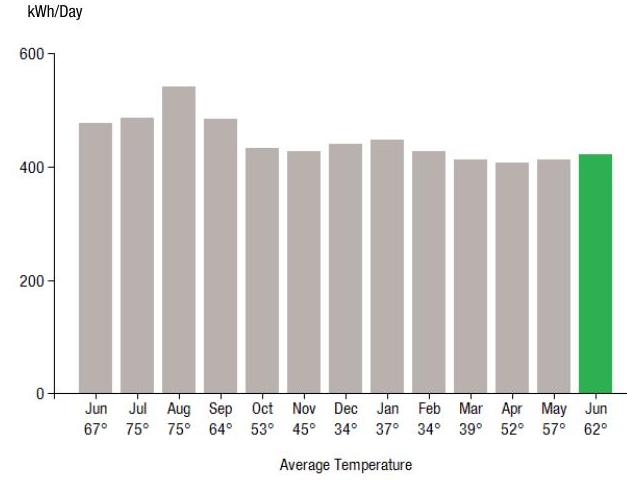 kWh/Day
600
400
200
0
Jun Jul Aug Sep Oct Nov Dec Jan Feb Mar Apr May Jun
67° 75° 75° 64° 53° 45° 34° 37° 34° 39° 52° 57° 62°
Average Temperature